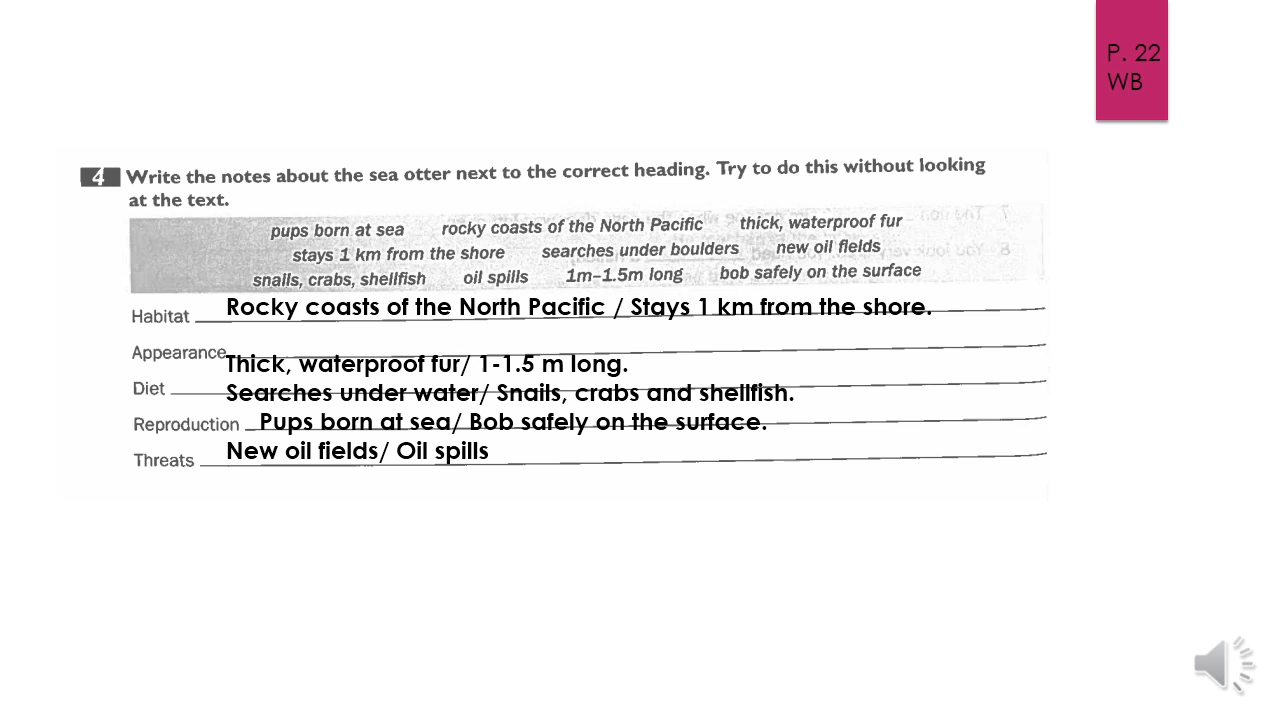 P. 22
WB
4 Write the notes about the sea otter next to the correct heading. Try to do this without looking
at the text.
pups born at sea rocky coasts of the North Pacific thick, waterproof fur
stays 1 km from the shore searches under boulders new oil fields
snails, crabs, shellfish oil spills 1m–1.5m long bob safely on the surface
Habitat Rocky coasts of the North Pacific / Stays 1 km from the shore.
Appearance Thick, waterproof fur/ 1-1.5 m long.
Diet Searches under water/ Snails, crabs and shellfish.
Reproduction Pups born at sea/ Bob safely on the surface.
Threats New oil fields/ Oil spills